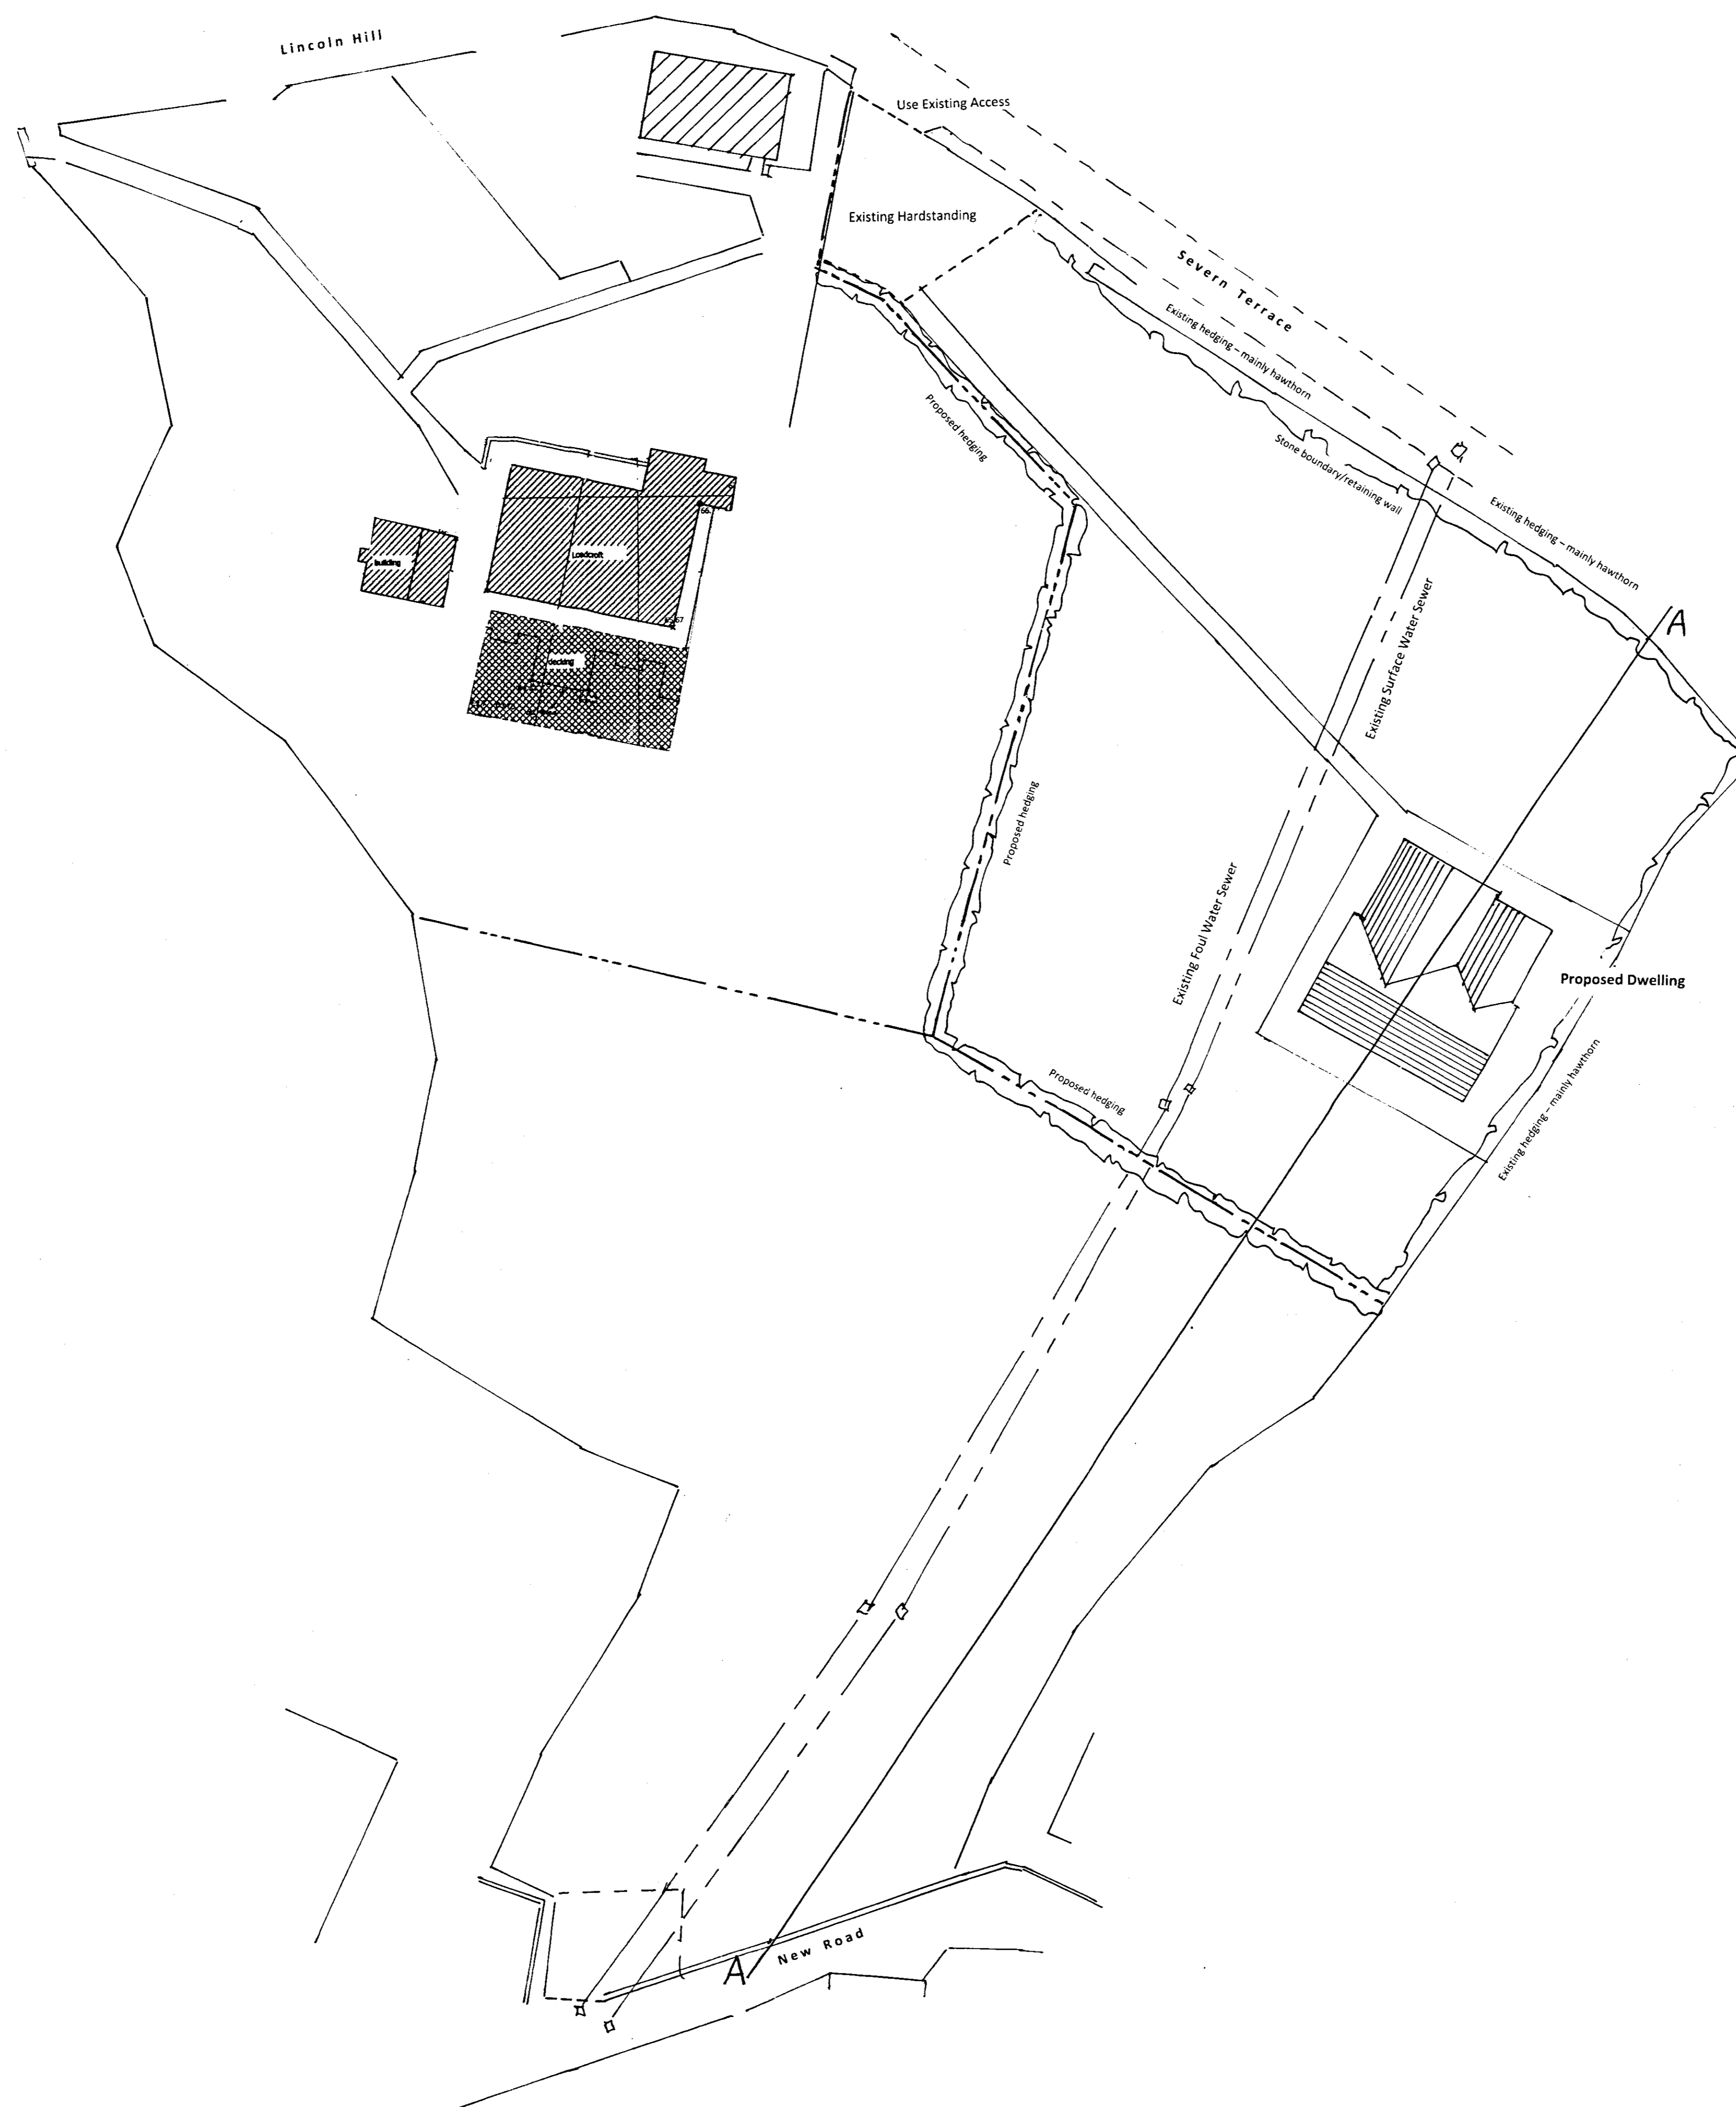 Lincoln Hill
Use Existing Access
Existing Hardstanding
Severn Terrace
Existing hedging – mainly hawthorn
Proposed hedging
Stone boundary/retaining wall
Existing hedging – mainly hawthorn
66.
Loadcroft
building
A
Existing Surface Water Sewer
decking
Proposed hedging
Existing Foul Water Sewer
Proposed Dwelling
Proposed hedging
Existing hedging – mainly hawthorn
New Road
A